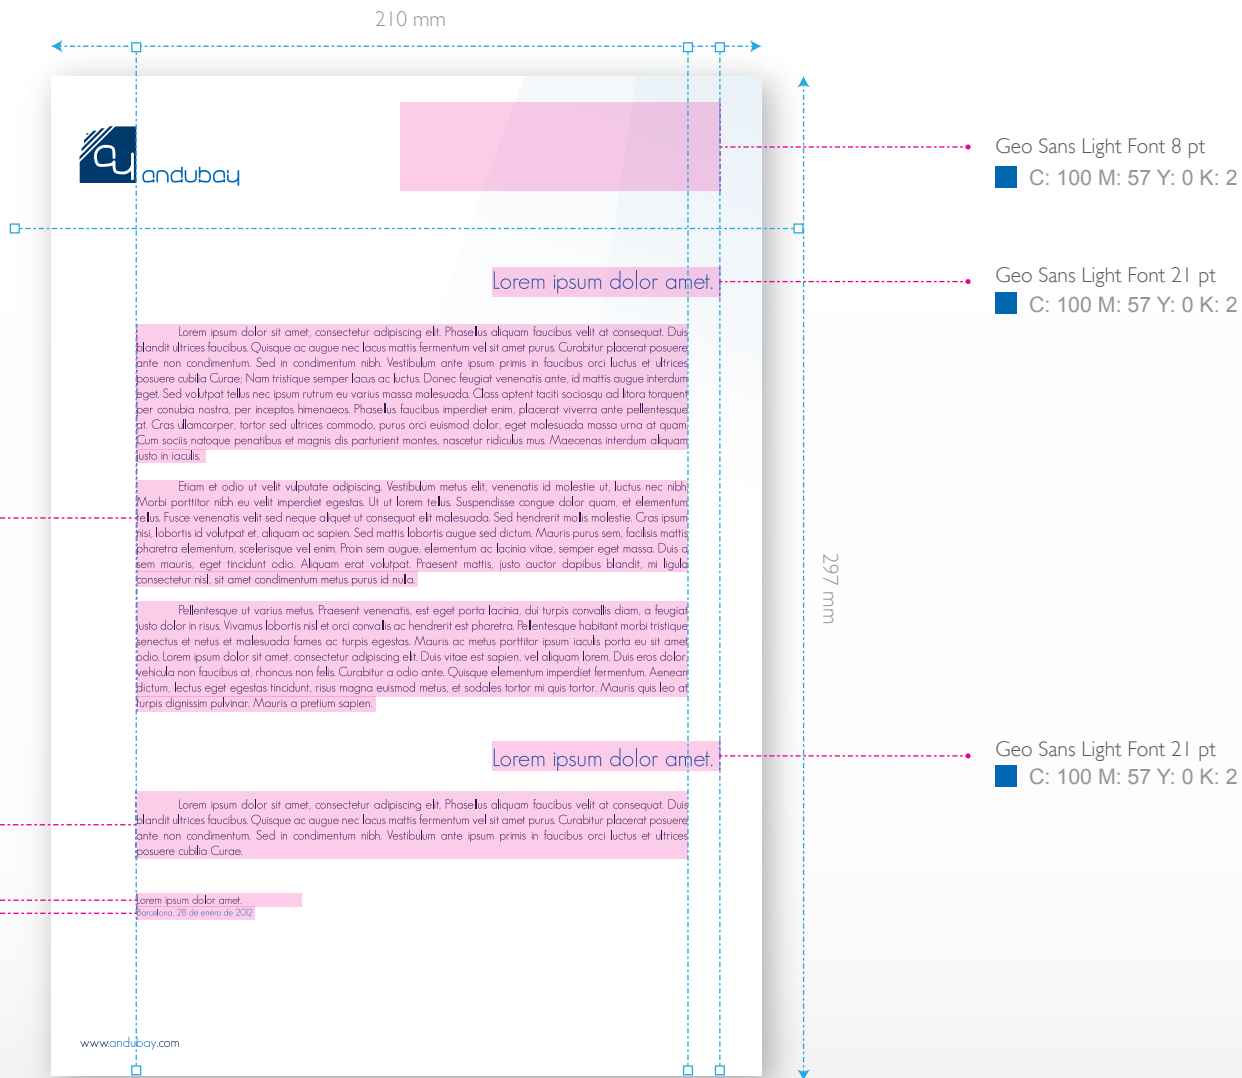 210 mm
andubay
Geo Sans Light Font 8 pt
C: 100 M: 57 Y: 0 K: 2
Lorem ipsum dolor amet.
Geo Sans Light Font 21 pt
C: 100 M: 57 Y: 0 K: 2
Lorem ipsum dolor sit amet, consectetur adipiscing elit. Phasellus aliquam faucibus velit at consequat. Duis
blandit ultrices faucibus. Quisque ac augue nec lacus mattis fermentum vel sit amet purus. Curabitur placerat posuere
ante non condimentum. Sed in condimentum nibh. Vestibulum ante ipsum primis in faucibus orci luctus et ultrices
posuere cubilia Curae; Nam tristique semper lacus ac luctus. Donec feugiat venenatis ante, id mattis augue interdum
eget. Sed volutpat tellus nec ipsum rutrum eu varius massa malesuada. Class aptent taciti sociosqu ad litora torquent
per conubia nostra, per inceptos himenaeos. Phasellus faucibus imperdiet enim, placerat viverra ante pellentesque
at. Cras ullamcorper, tortor sed ultrices commodo, purus orci euismod dolor, eget malesuada massa urna at quam.
Cum sociis natoque penatibus et magnis dis parturient montes, nascetur ridiculus mus. Maecenas interdum aliquam
justo in iaculis.
Etiam et odio ut velit vulputate adipiscing. Vestibulum metus elit, venenatis id molestie ut, luctus nec nibh.
Morbi porttitor nibh eu velit imperdiet egestas. Ut ut lorem tellus. Suspendisse congue dolor quam, et elementum
tellus. Fusce venenatis velit sed neque aliquet ut consequat elit malesuada. Sed hendrerit mollis molestie. Cras ipsum
nisi, lobortis id volutpat et, aliquam ac sapien. Sed mattis lobortis augue sed dictum. Mauris purus sem, facilisis mattis
pharetra elementum, scelerisque vel enim. Proin sem augue, elementum ac lacinia vitae, semper eget massa. Duis a
sem mauris, eget tincidunt odio. Aliquam erat volutpat. Praesent mattis, justo auctor dapibus blandit, mi ligula
consectetur nisl, sit amet condimentum metus purus id nulla.
297 mm
Pellentesque ut varius metus. Praesent venenatis, est eget porta lacinia, dui turpis convallis diam, a feugiat
justo dolor in risus. Vivamus lobortis nisl et orci convallis ac hendrerit est pharetra. Pellentesque habitant morbi tristique
senectus et netus et malesuada fames ac turpis egestas. Mauris ac metus porttitor ipsum iaculis porta eu sit amet
odio. Lorem ipsum dolor sit amet, consectetur adipiscing elit. Duis vitae est sapien, vel aliquam lorem. Duis eros dolor,
vehicula non faucibus at, rhoncus non felis. Curabitur a odio ante. Quisque elementum imperdiet fermentum. Aenean
dictum, lectus eget egestas tincidunt, risus magna euismod metus, et sodales tortor mi quis tortor. Mauris quis leo at
turpis dignissim pulvinar. Mauris a pretium sapien.
Lorem ipsum dolor amet.
Geo Sans Light Font 21 pt
C: 100 M: 57 Y: 0 K: 2
Lorem ipsum dolor sit amet, consectetur adipiscing elit. Phasellus aliquam faucibus velit at consequat. Duis
blandit ultrices faucibus. Quisque ac augue nec lacus mattis fermentum vel sit amet purus. Curabitur placerat posuere
ante non condimentum. Sed in condimentum nibh. Vestibulum ante ipsum primis in faucibus orci luctus et ultrices
posuere cubilia Curae.
Lorem ipsum dolor amet.
Barcelona, 28 de enero de 2012
www.andubay.com